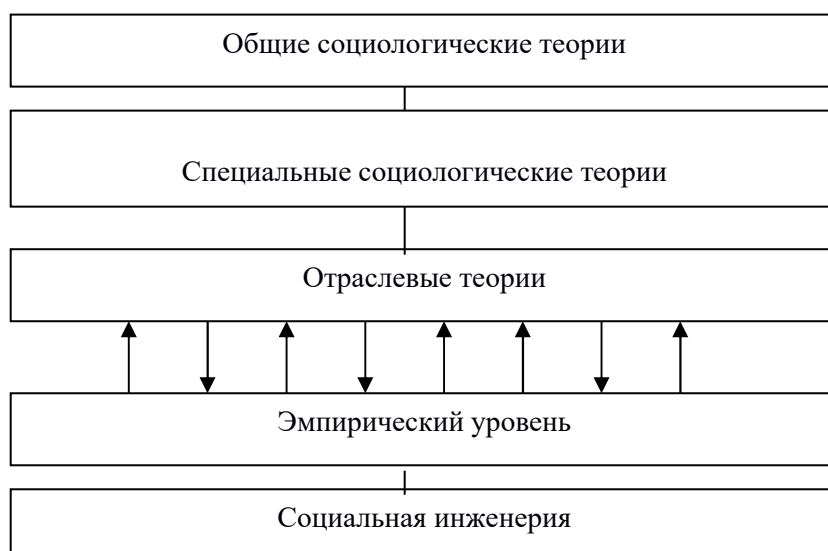 Общие социологические теории
Специальные социологические теории
Отраслевые теории
Эмпирический уровень
Социальная инженерия